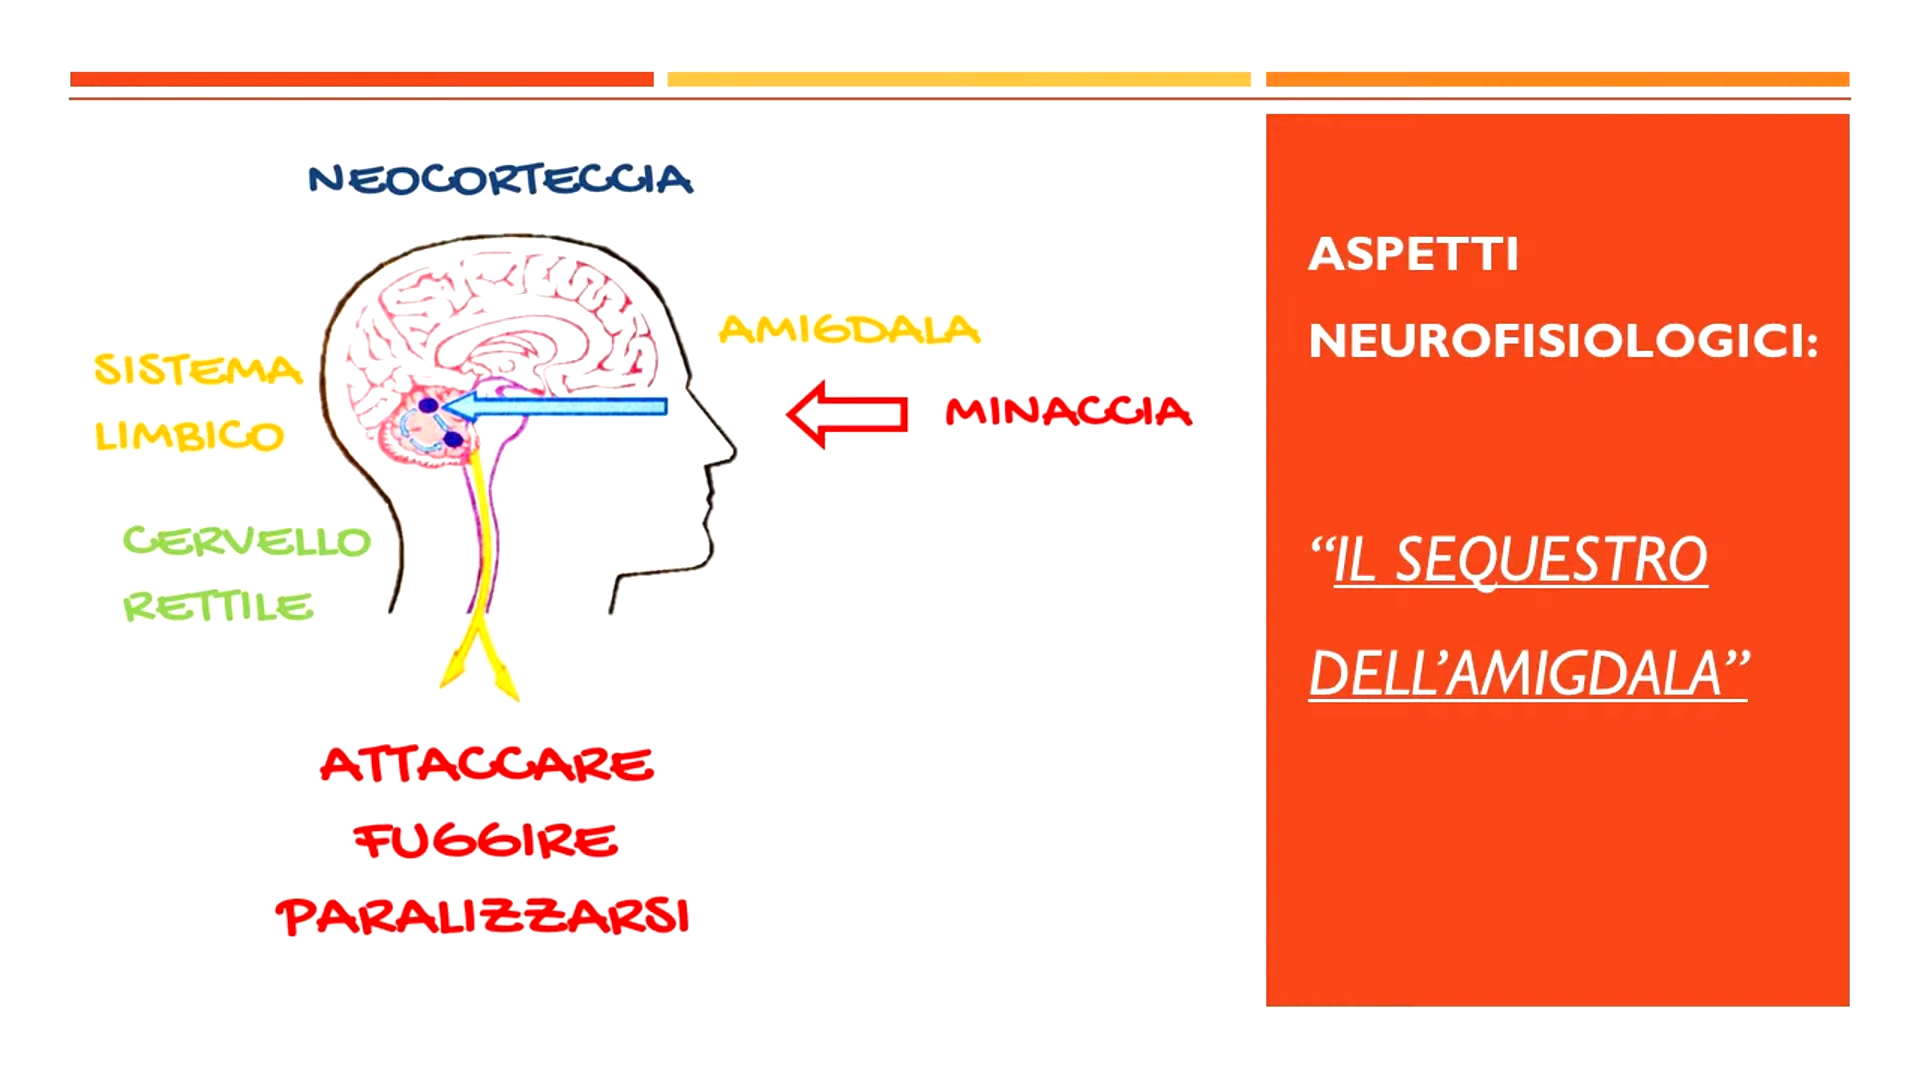 NEOCORTECCIA
AMIGDALA
SISTEMA
LIMBICO
MINACCIA
CERVELLO
RETTILE
ATTACCARE
FUGGIRE
PARALIZZARSI
ASPETTI
NEUROFISIOLOGICI:
“IL SEQUESTRO
DELL’AMIGDALA”